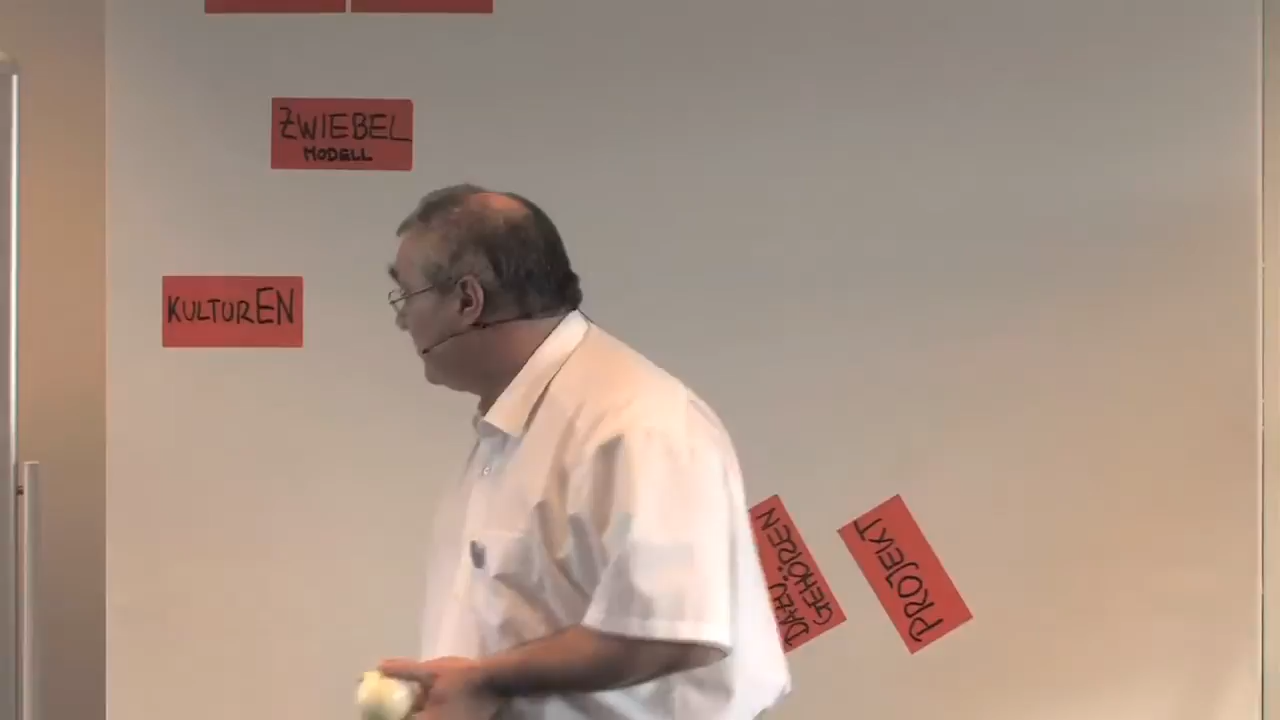 ZWIEBEL
MODELL
KULTUREN
DAZU
GEHÖREN
PROJEKT